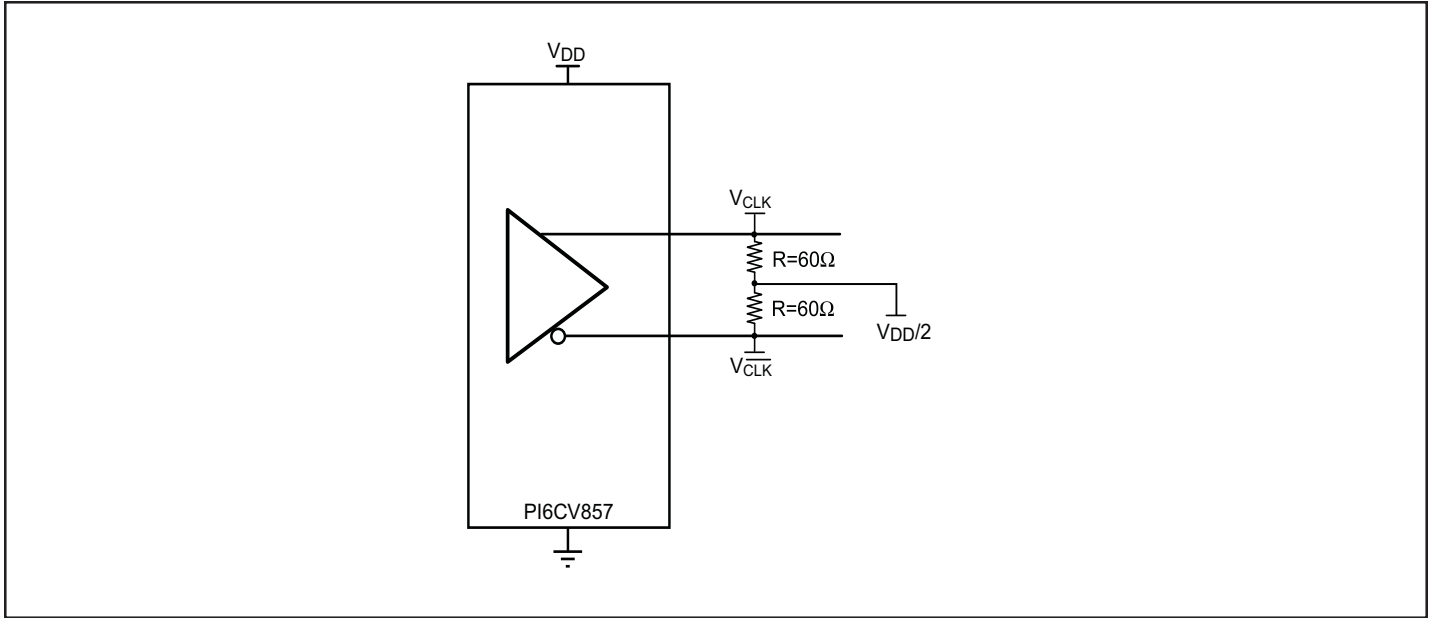 VDD
VCLK
R=60Ω
R=60Ω
VDD/2
VCLK
PI6CV857